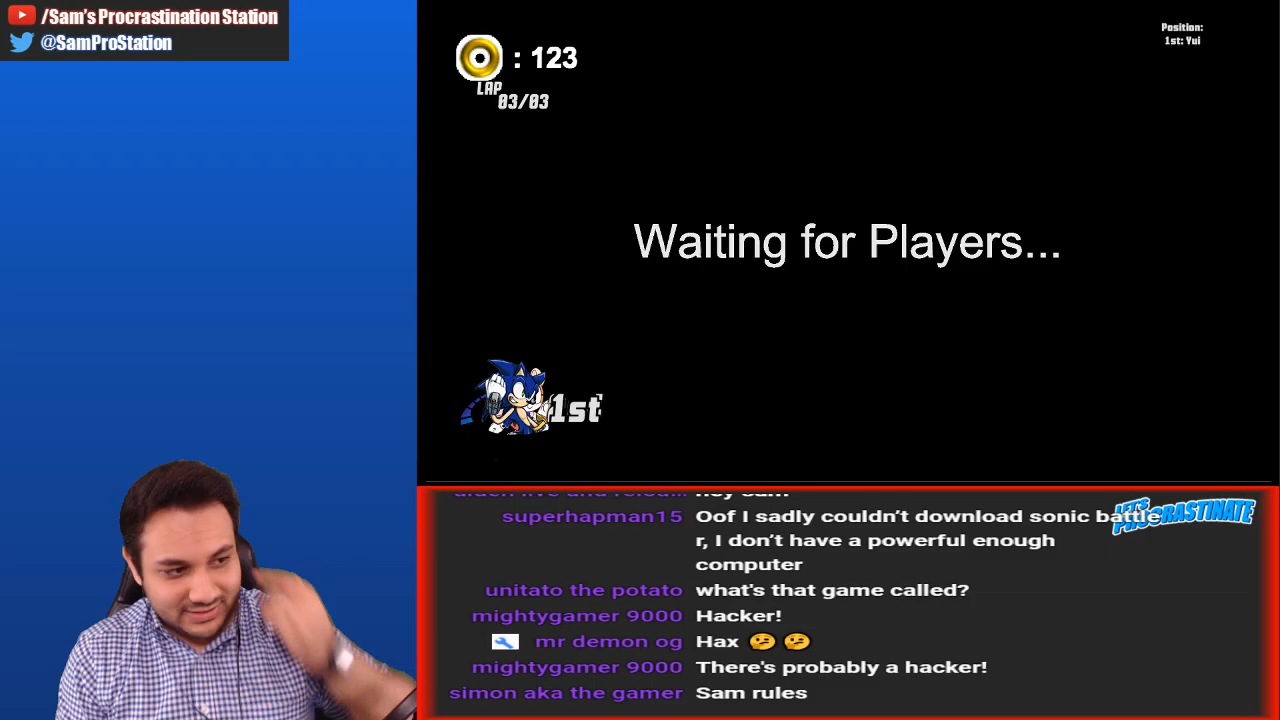 /Sam's Procrastination Station
@SamProStation
: 123
LAP
03/03
Position:
1st: Yui
Waiting for Players...
1st
hey sam
superhapman15 Oof I sadly couldn't download sonic battle
r, I don't have a powerful enough
computer
unitato the potato what's that game called?
mightygamer 9000 Hacker!
mr demon og Hax 🤔 🤔
mightygamer 9000 There's probably a hacker!
simon aka the gamer Sam rules
LET'S
PROCRASTINATE